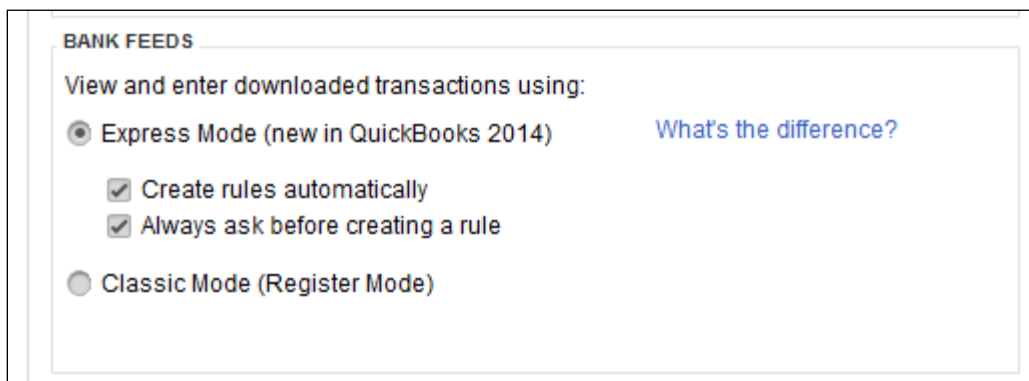 BANK FEEDS
View and enter downloaded transactions using:
Express Mode (new in QuickBooks 2014) What's the difference?
Create rules automatically
Always ask before creating a rule
Classic Mode (Register Mode)